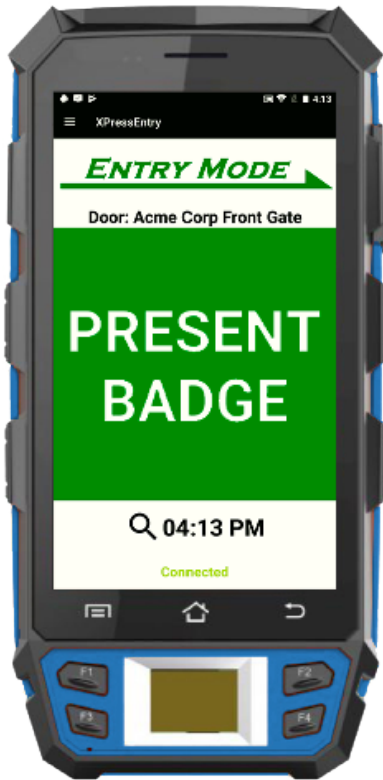 4:13
XPressEntry
ENTRY MODE
Door: Acme Corp Front Gate
PRESENT
BADGE
04:13 PM
Connected
F1
F2
F3
F4